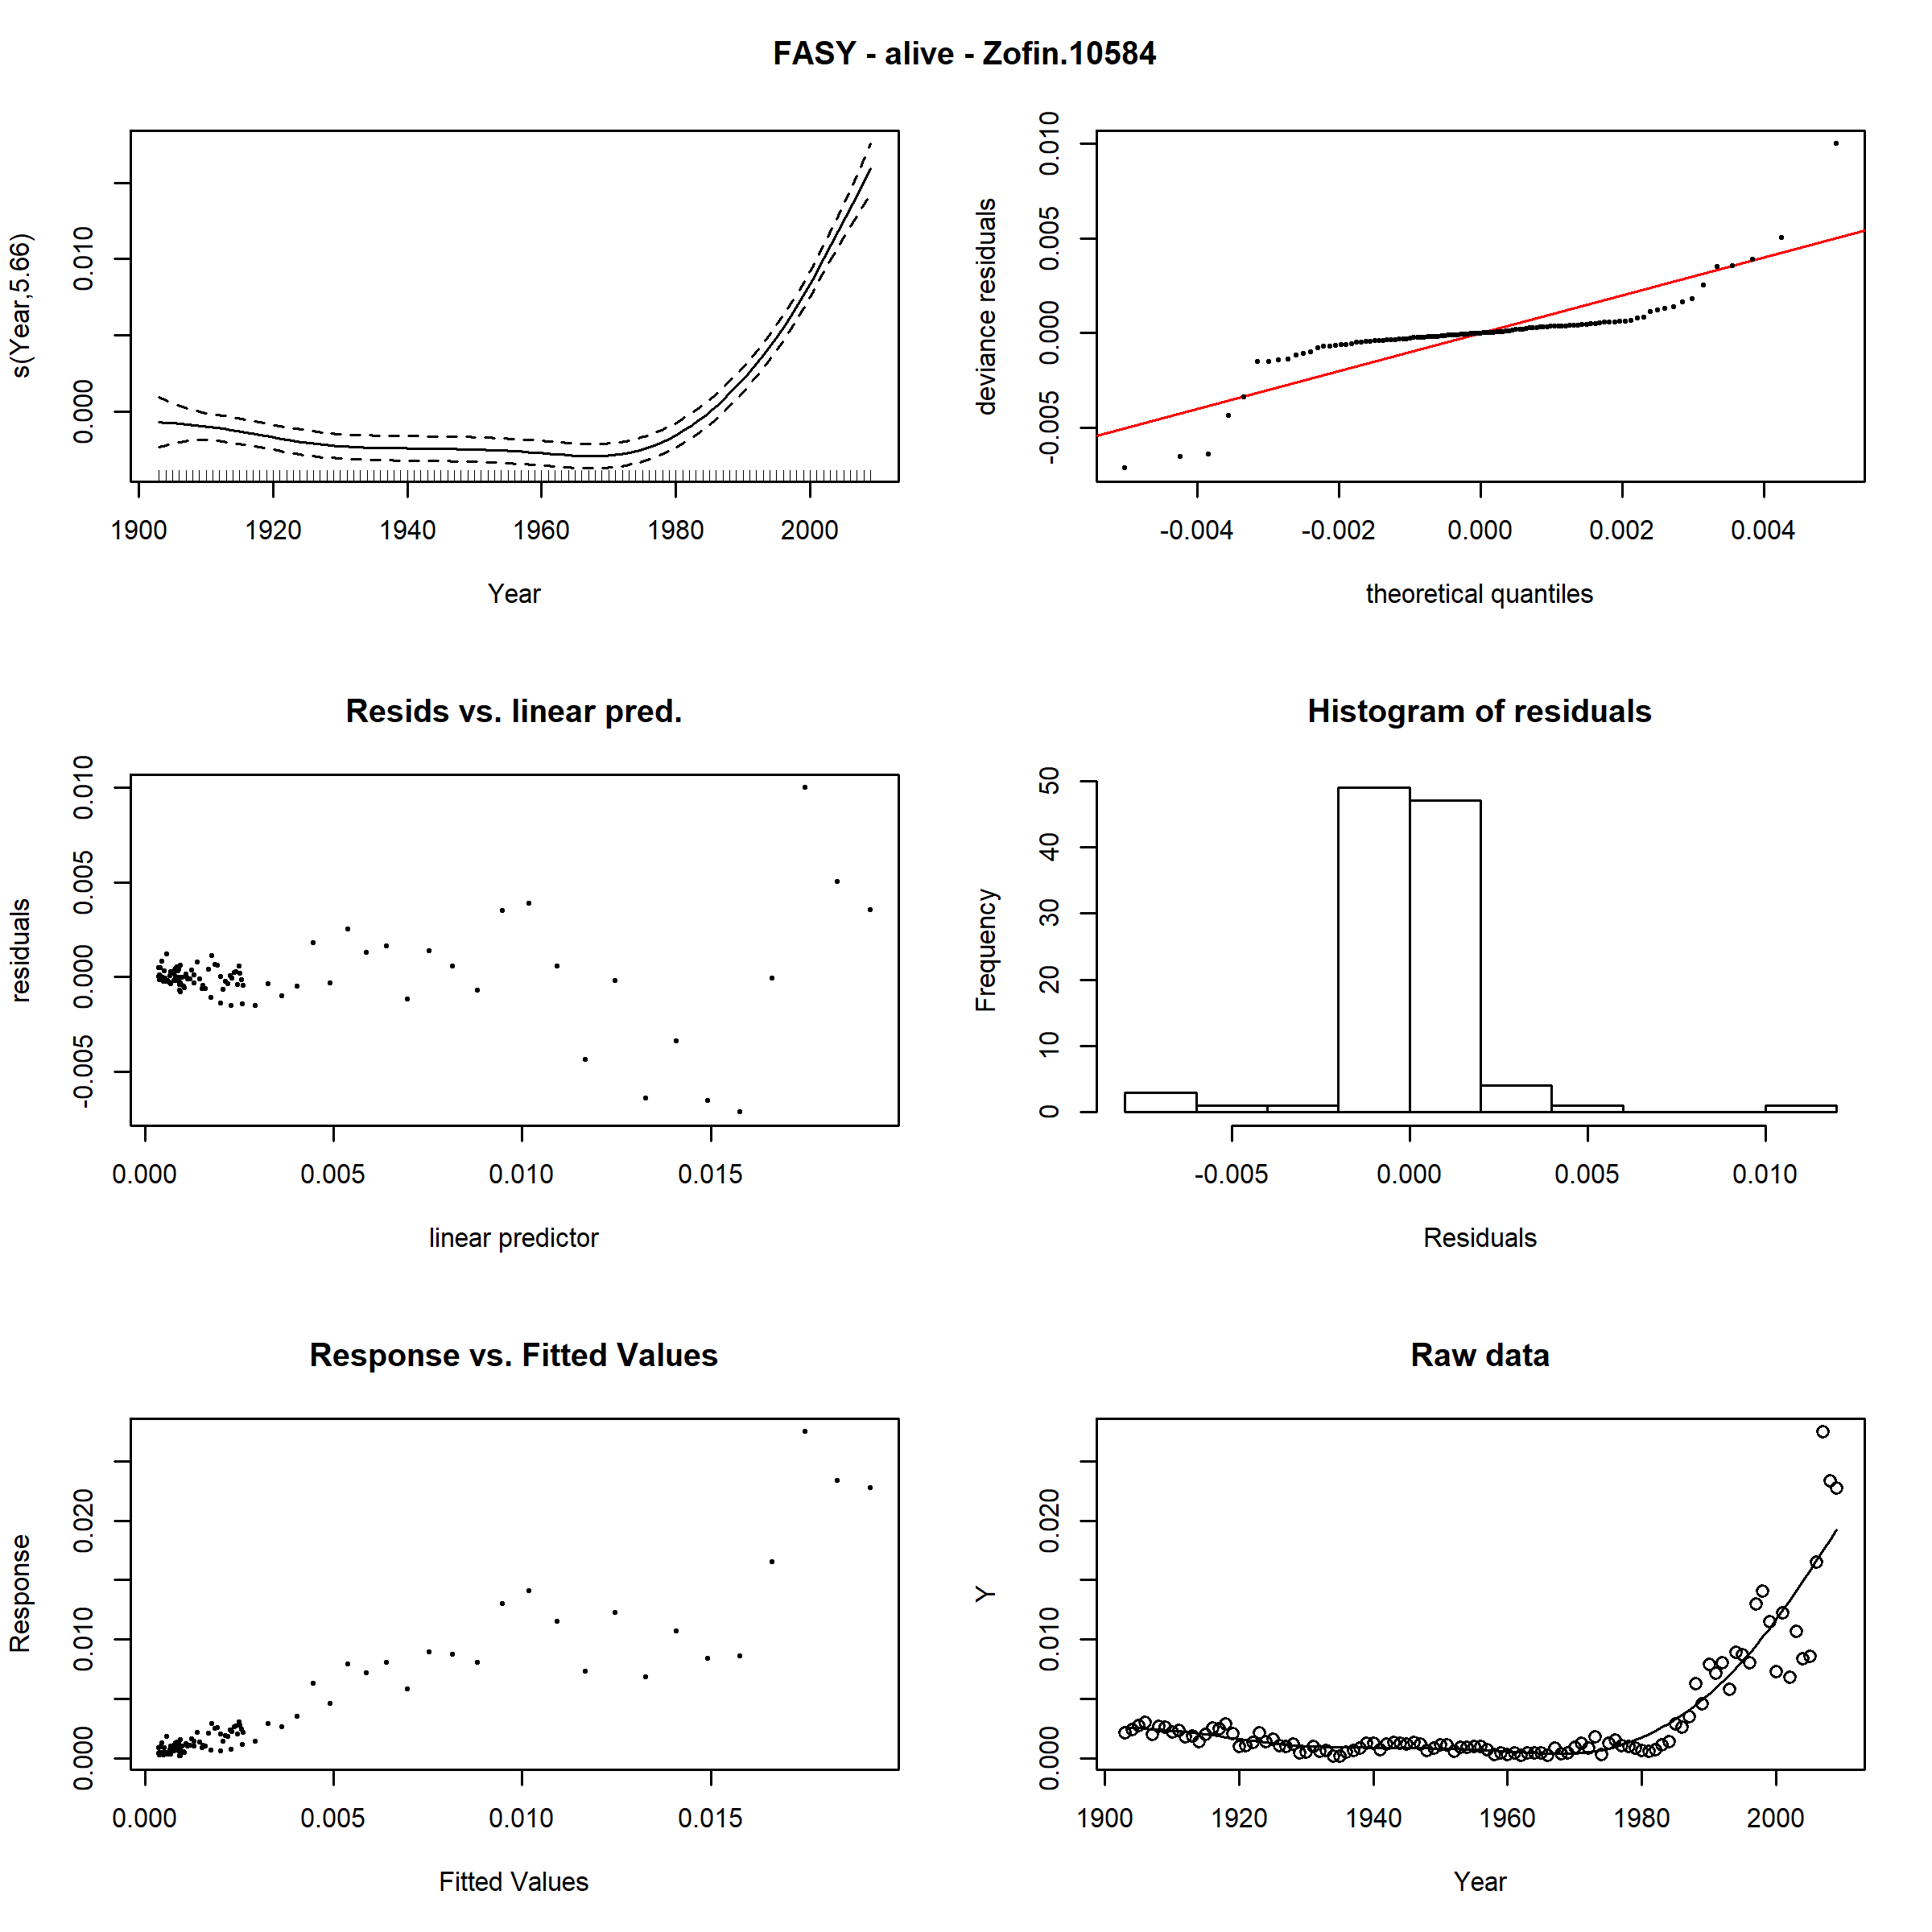 FASY - alive - Zofin.10584
s(Year,5.66)
0.000
0.010
1900 1920 1940 1960 1980 2000
Year
deviance residuals
-0.005
0.000
0.005
0.010
-0.004 -0.002 0.000 0.002 0.004
theoretical quantiles
Resids vs. linear pred.
residuals
-0.005
0.000
0.005
0.010
0.000 0.005 0.010 0.015
linear predictor
Histogram of residuals
Frequency
0
10
20
30
40
50
-0.005 0.000 0.005 0.010
Residuals
Response vs. Fitted Values
Response
0.000
0.010
0.020
0.000 0.005 0.010 0.015
Fitted Values
Raw data
Y
0.000
0.010
0.020
1900 1920 1940 1960 1980 2000
Year